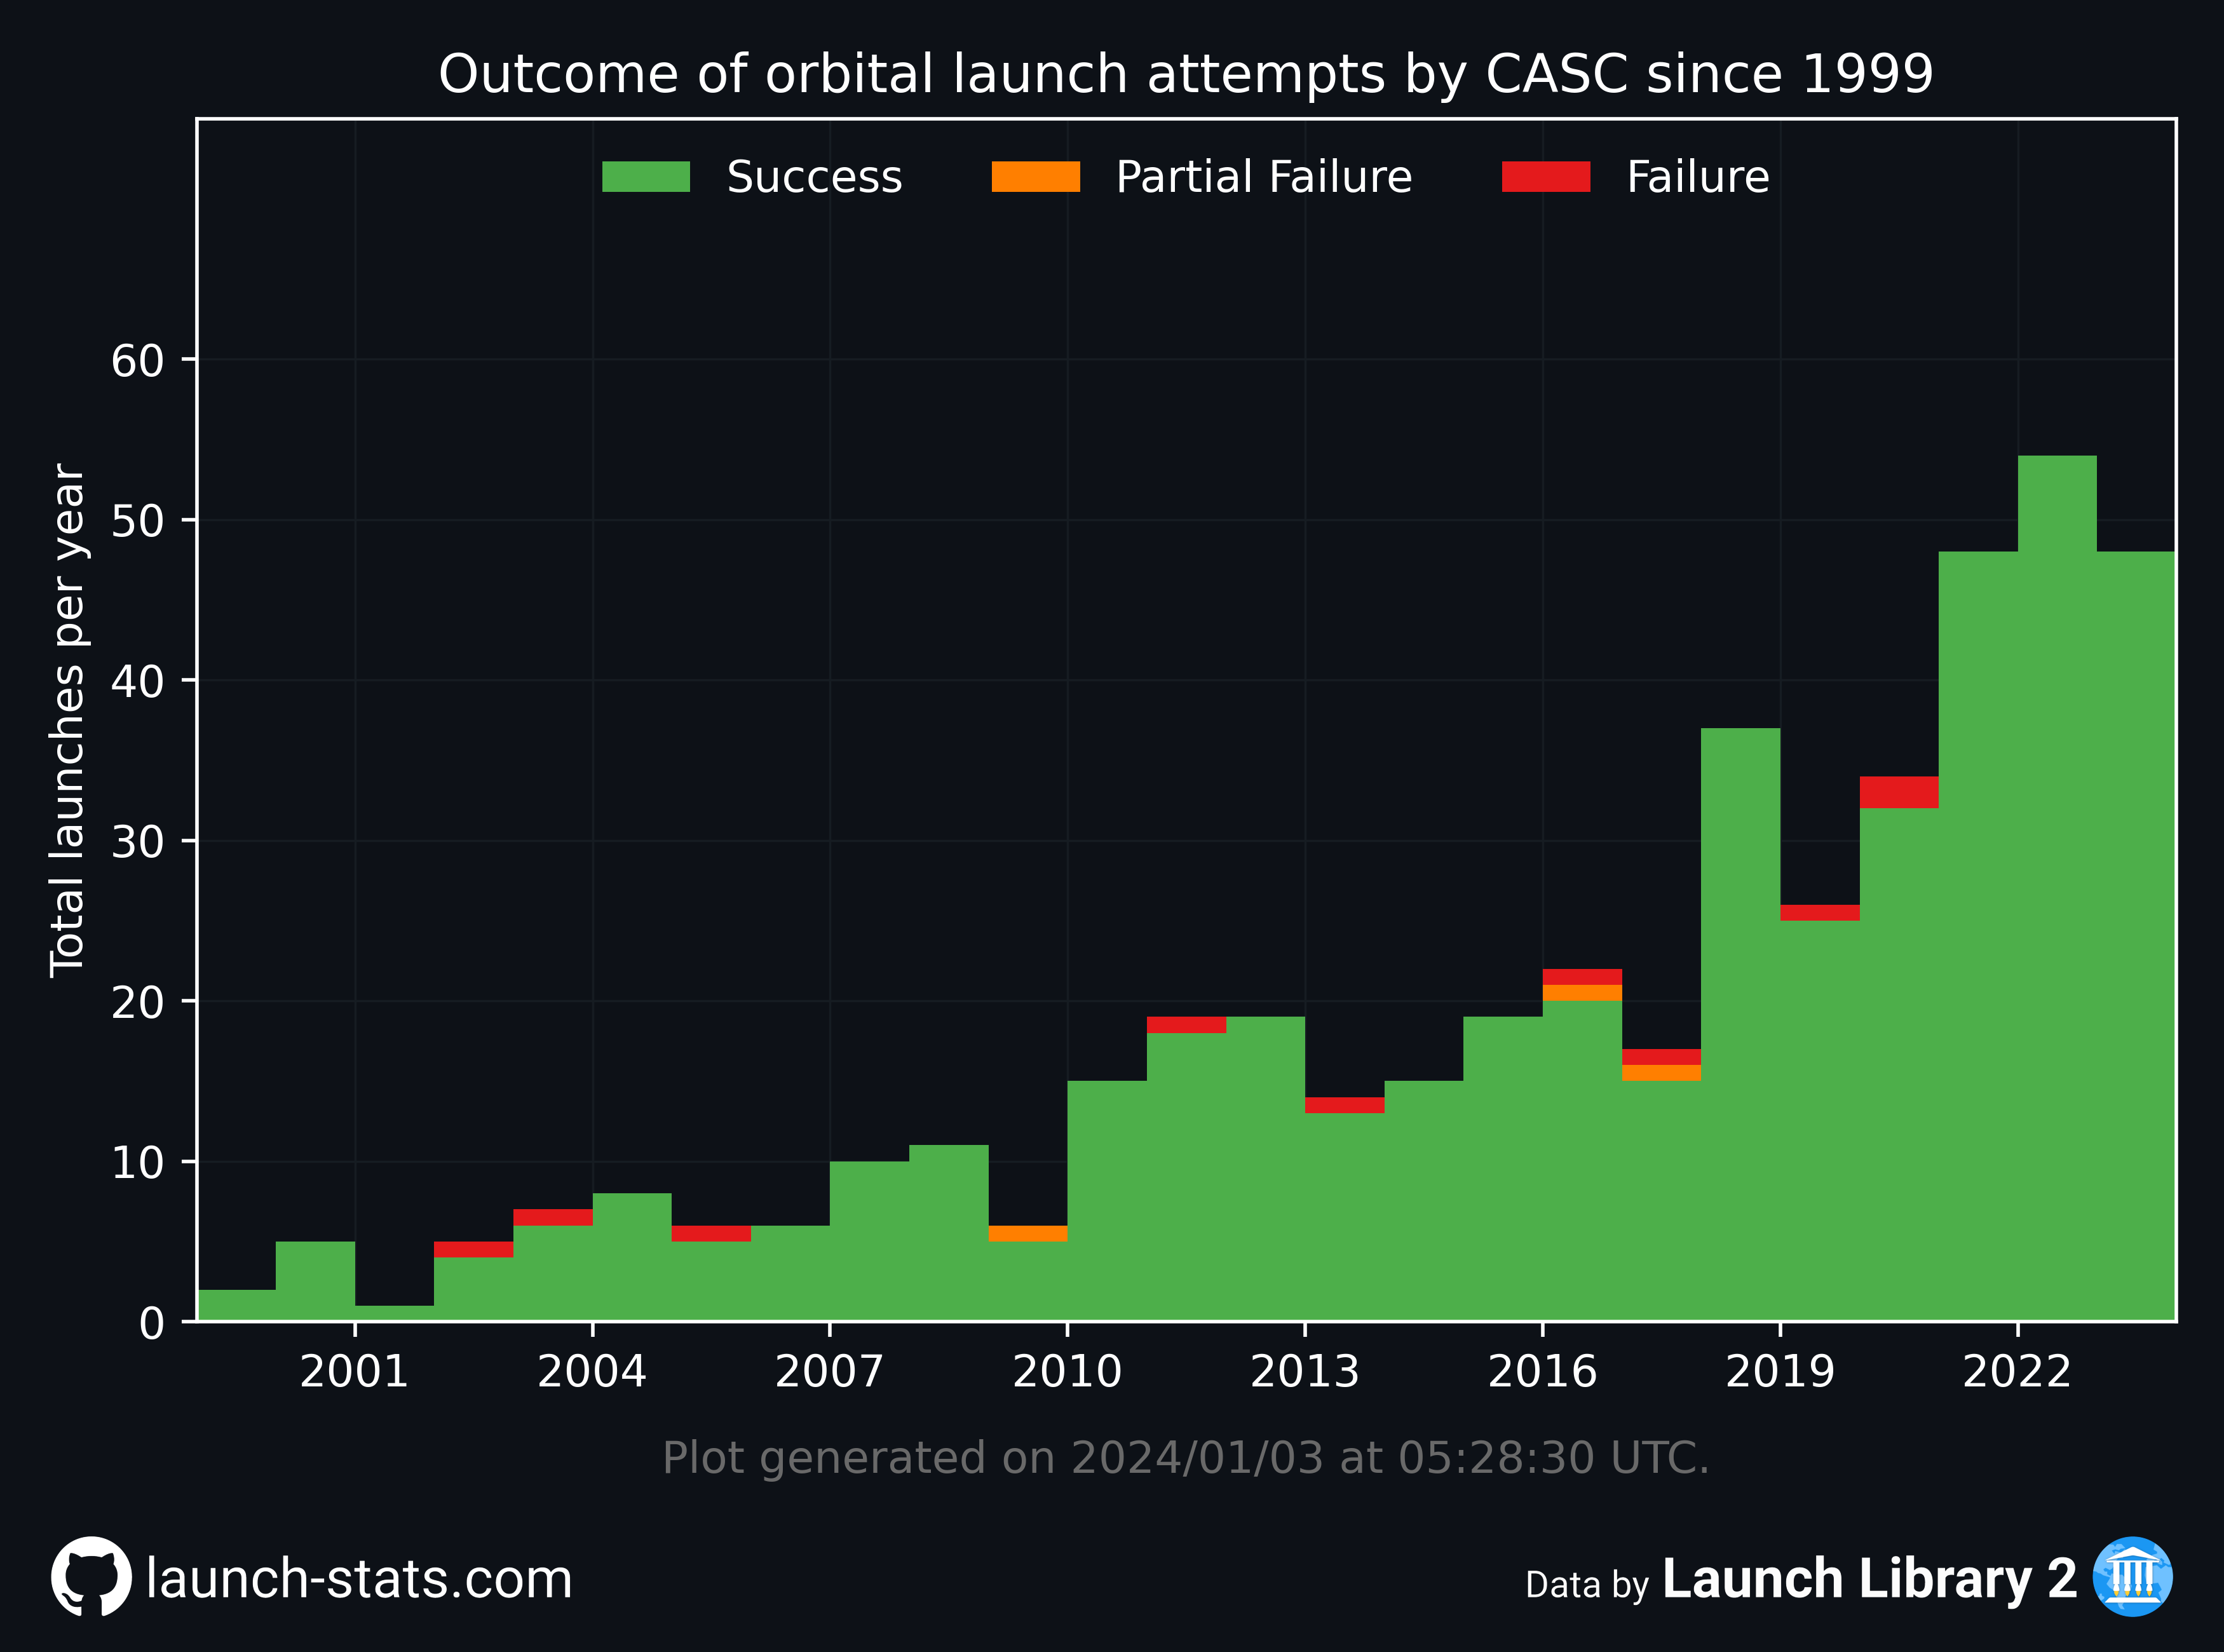 Outcome of orbital launch attempts by CASC since 1999
Success Partial Failure Failure
Total launches per year
60
50
40
30
20
10
0
2001 2004 2007 2010 2013 2016 2019 2022
Plot generated on 2024/01/03 at 05:28:30 UTC.
launch-stats.com
Data by Launch Library 2